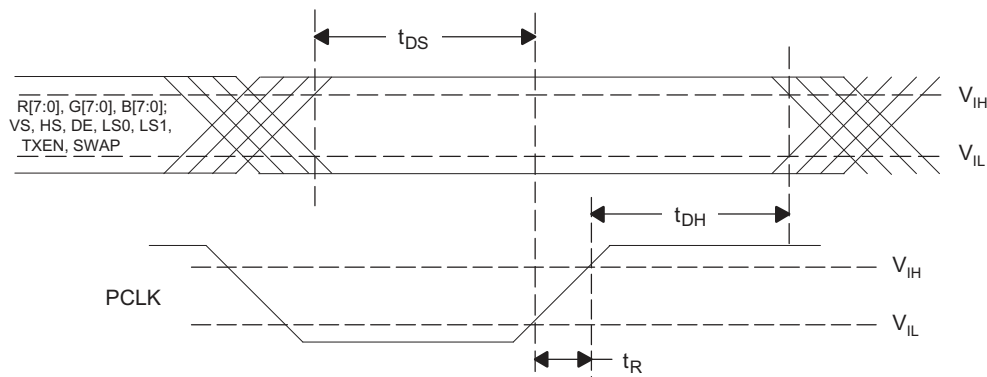 tDS
R[7:0], G[7:0], B[7:0];
VS, HS, DE, LS0, LS1,
TXEN, SWAP
VIH
VIL
tDH
PCLK
VIH
VIL
tR